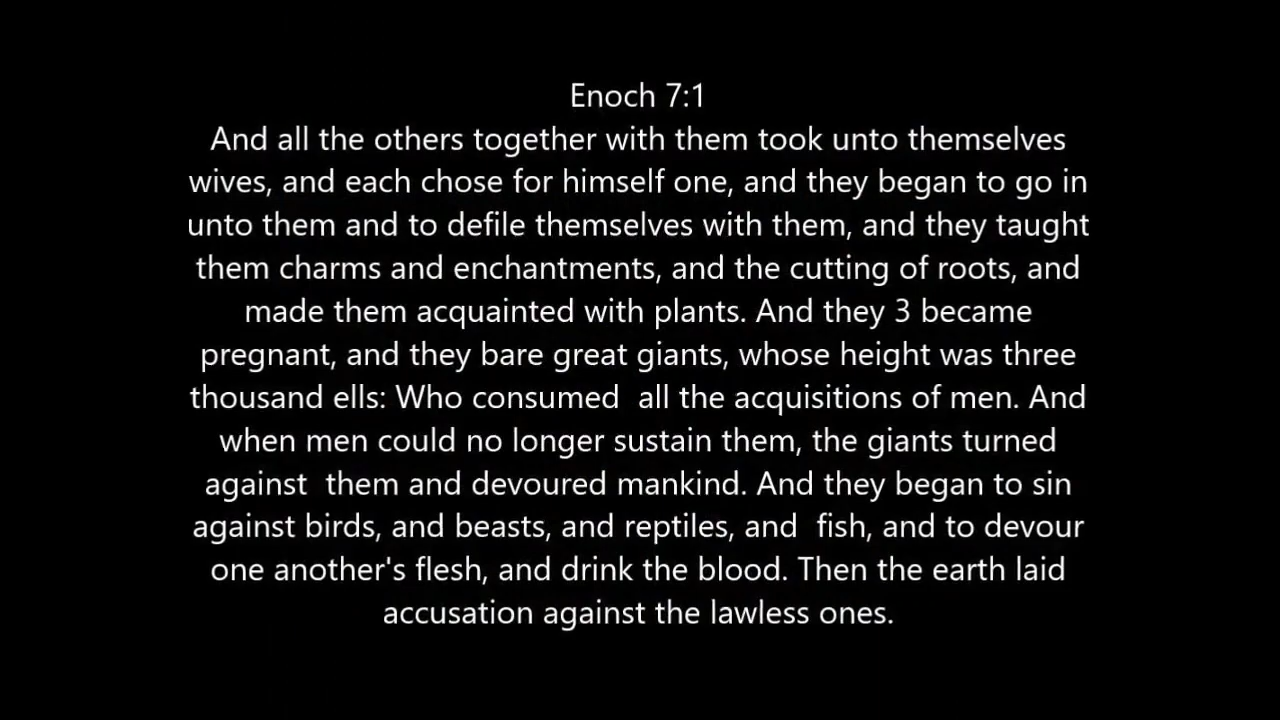 Enoch 7:1
And all the others together with them took unto themselves
wives, and each chose for himself one, and they began to go in
unto them and to defile themselves with them, and they taught
them charms and enchantments, and the cutting of roots, and
made them acquainted with plants. And they 3 became
pregnant, and they bare great giants, whose height was three
thousand ells: Who consumed  all the acquisitions of men. And
when men could no longer sustain them, the giants turned
against  them and devoured mankind. And they began to sin
against birds, and beasts, and reptiles, and  fish, and to devour
one another's flesh, and drink the blood. Then the earth laid
accusation against the lawless ones.